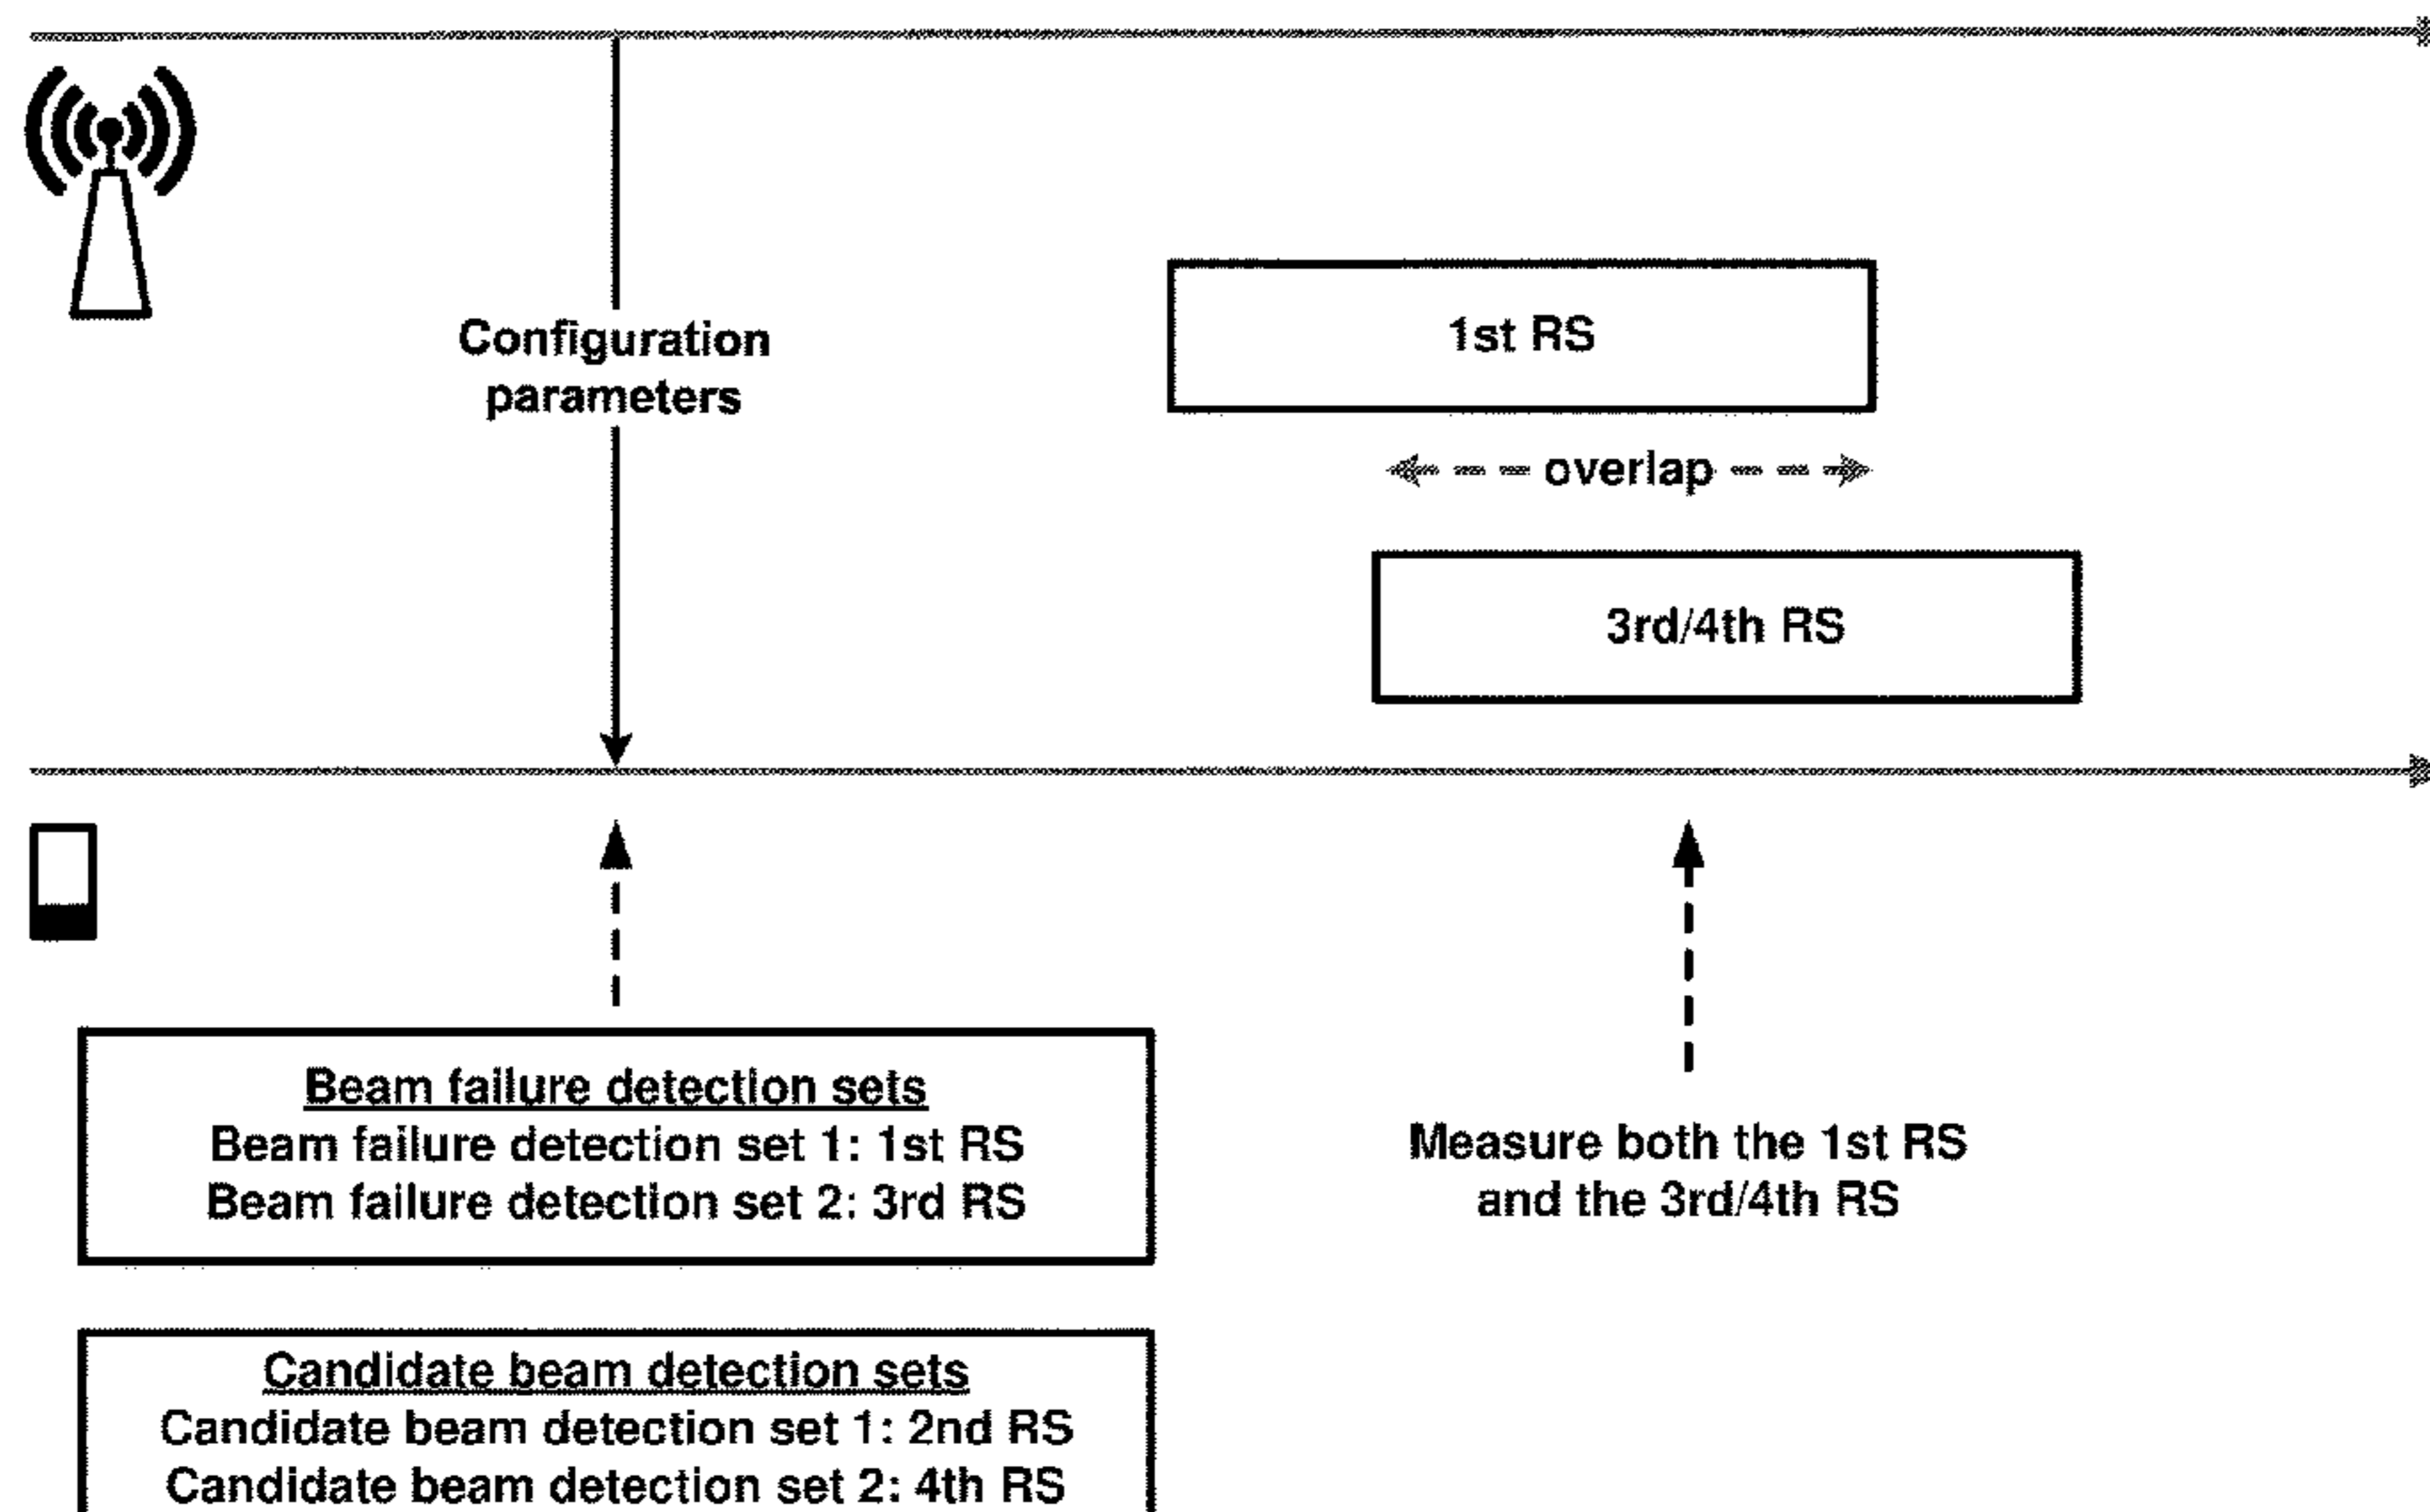 Configuration
parameters
1st RS
overlap
3rd/4th RS
Beam failure detection sets
Beam failure detection set 1: 1st RS
Beam failure detection set 2: 3rd RS
Measure both the 1st RS
and the 3rd/4th RS
Candidate beam detection sets
Candidate beam detection set 1: 2nd RS
Candidate beam detection set 2: 4th RS